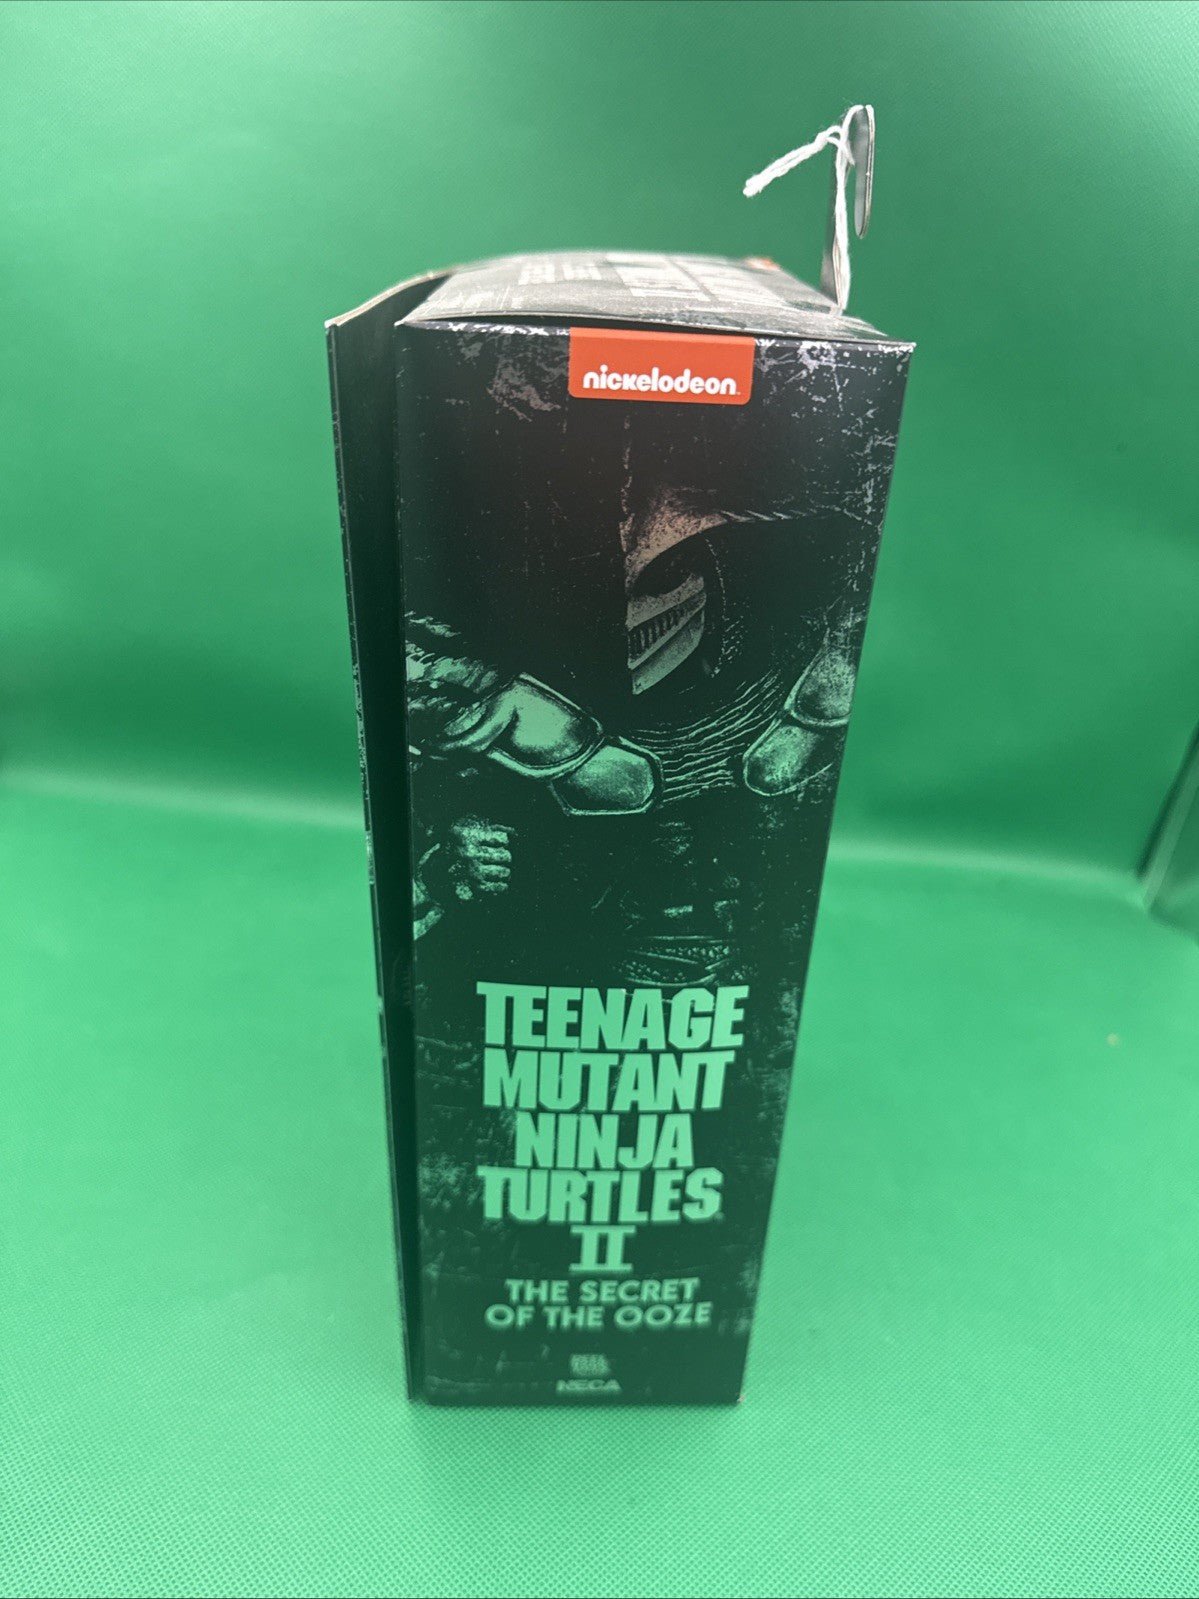 nickelodeon
TEENAGE
MUTANT
NINJA
TURTLES
II
THE SECRET
OF THE OOZE
NECA